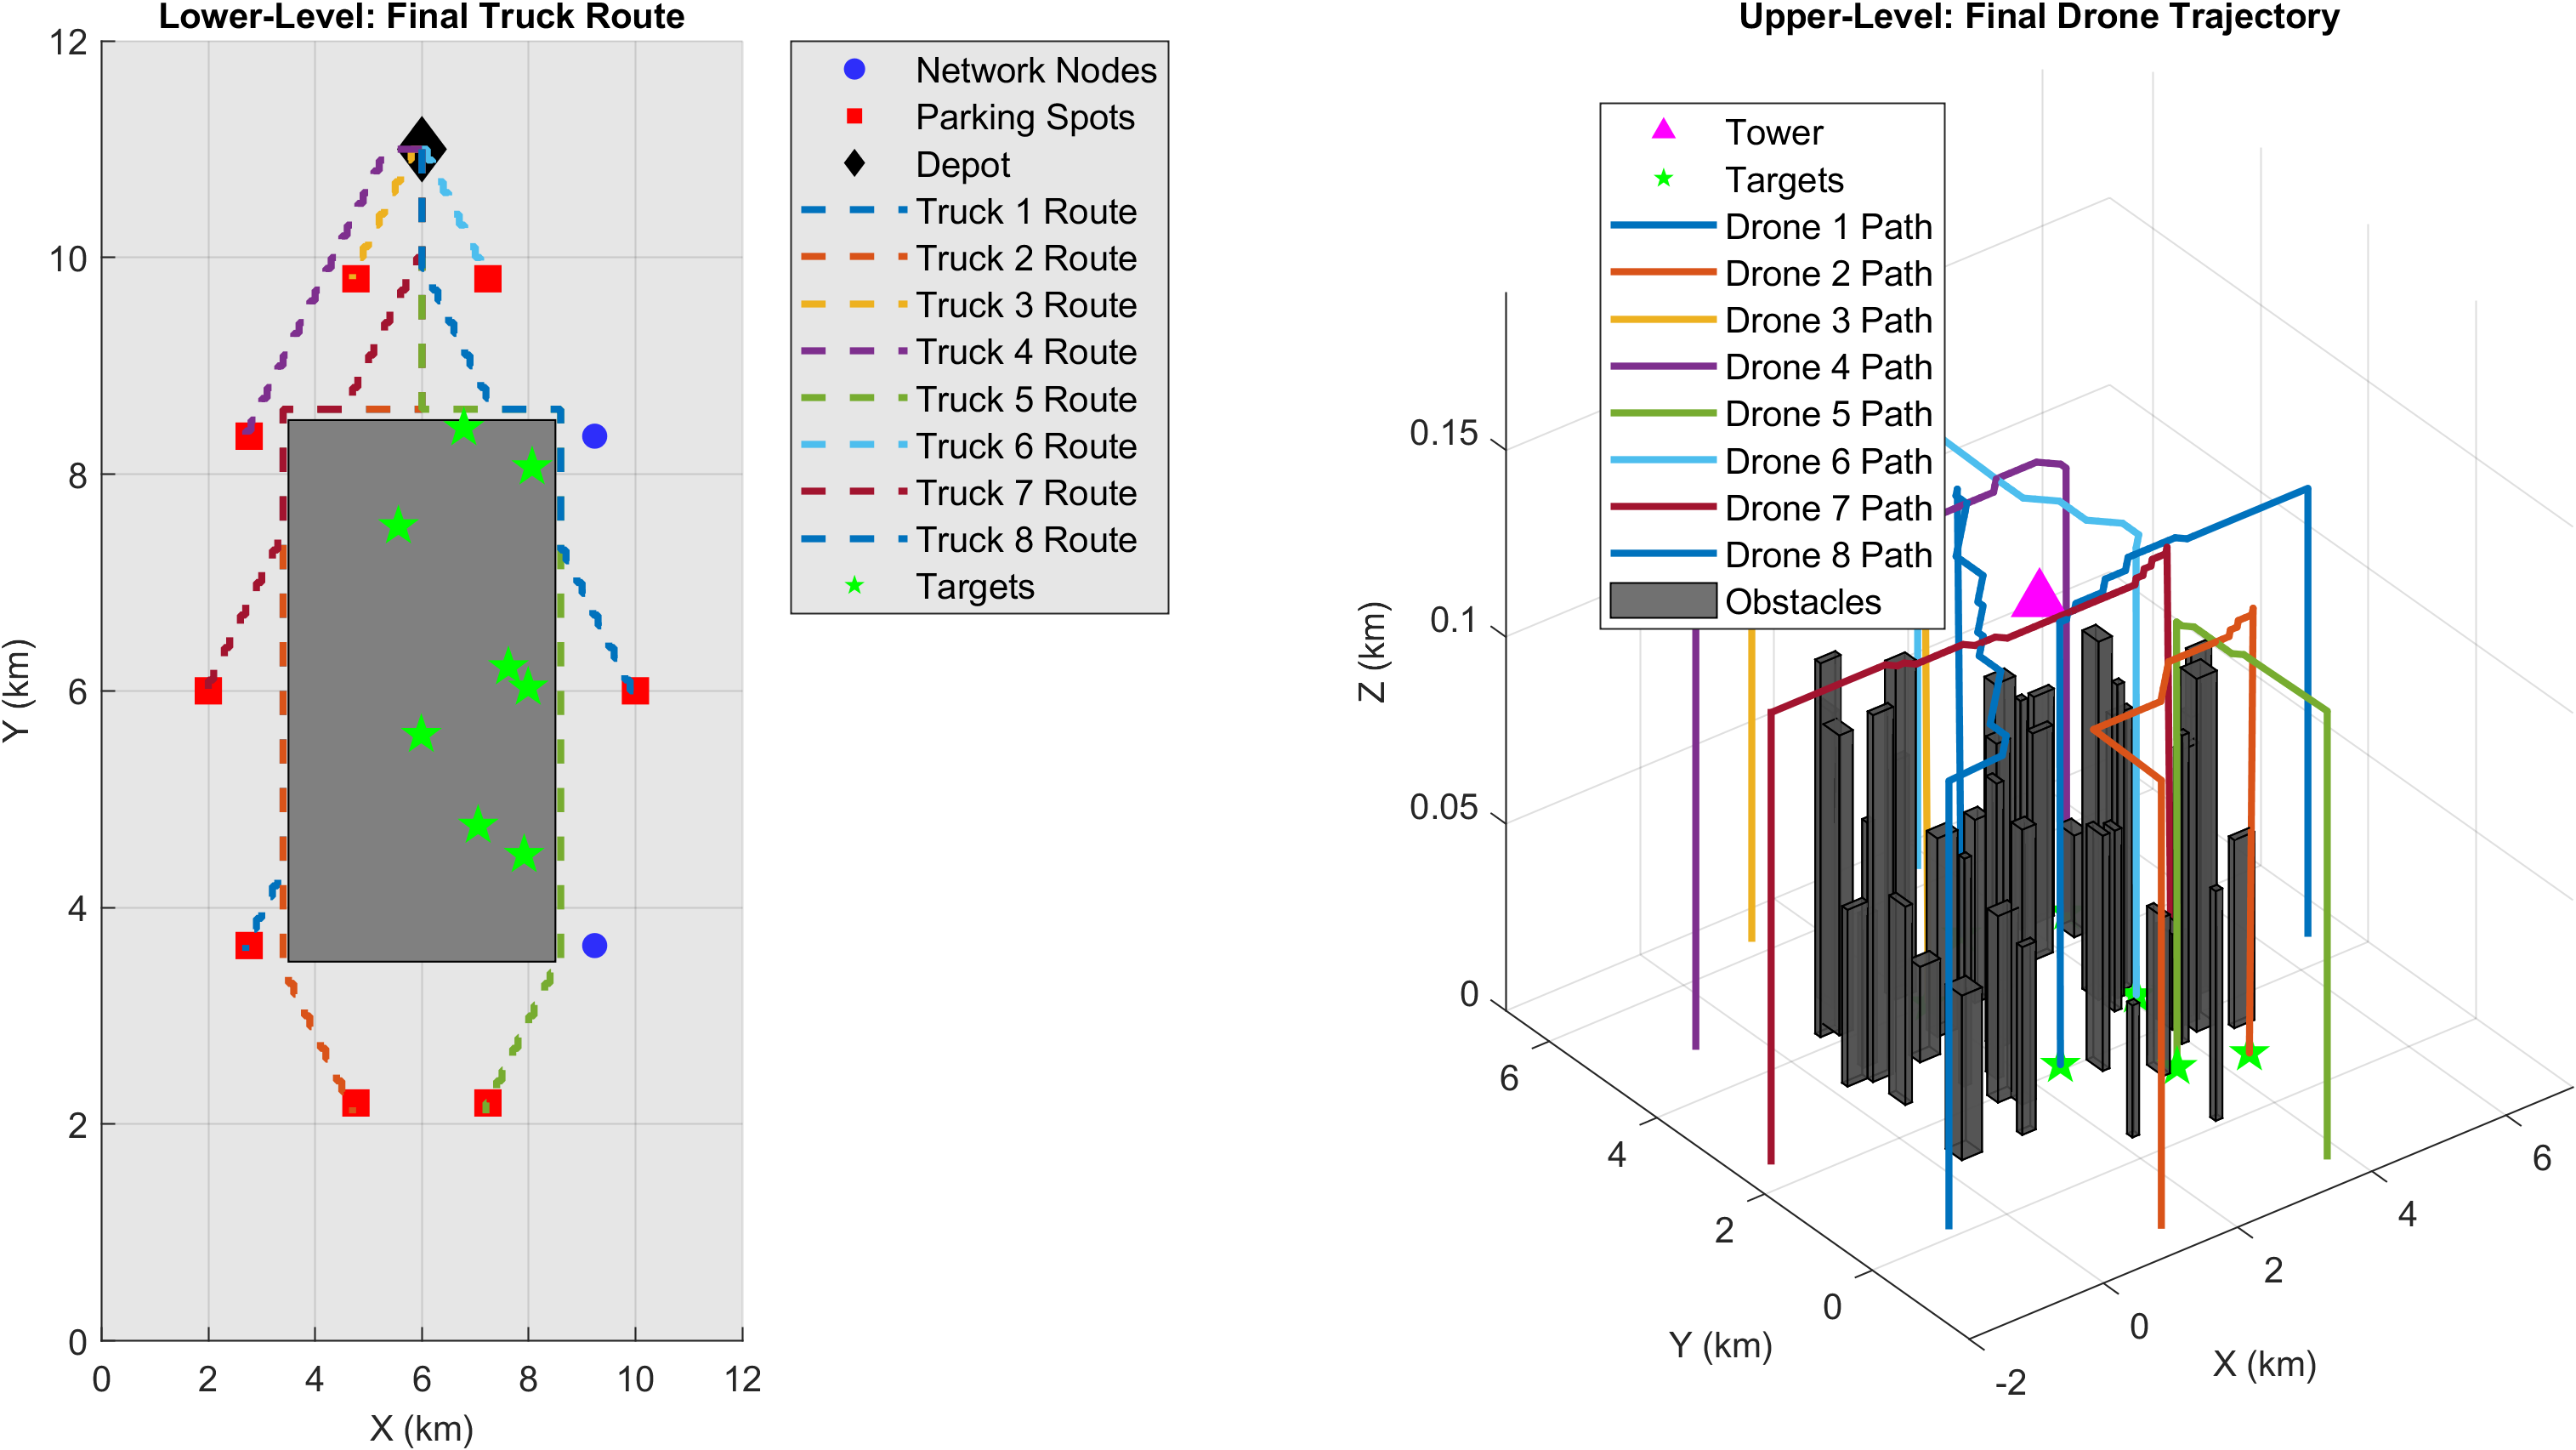 Lower-Level: Final Truck Route
12
10
8
6
4
2
0
0 2 4 6 8 10 12
Y (km)
X (km)
Network Nodes
Parking Spots
Depot
Truck 1 Route
Truck 2 Route
Truck 3 Route
Truck 4 Route
Truck 5 Route
Truck 6 Route
Truck 7 Route
Truck 8 Route
Targets
Upper-Level: Final Drone Trajectory
Tower
Targets
Drone 1 Path
Drone 2 Path
Drone 3 Path
Drone 4 Path
Drone 5 Path
Drone 6 Path
Drone 7 Path
Drone 8 Path
Obstacles
0.15
0.1
0.05
0
Z (km)
6
4
2
0
-2
Y (km)
0
2
4
6
X (km)